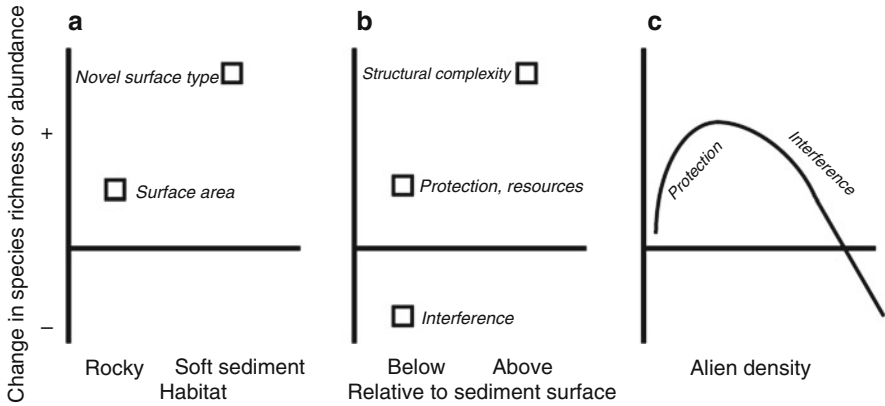 a
b
c
Change in species richness or abundance
+
–
Novel surface type
Surface area
Rocky
Soft sediment
Habitat
Structural complexity
Protection, resources
Interference
Below
Above
Relative to sediment surface
Protection
Interference
Alien density